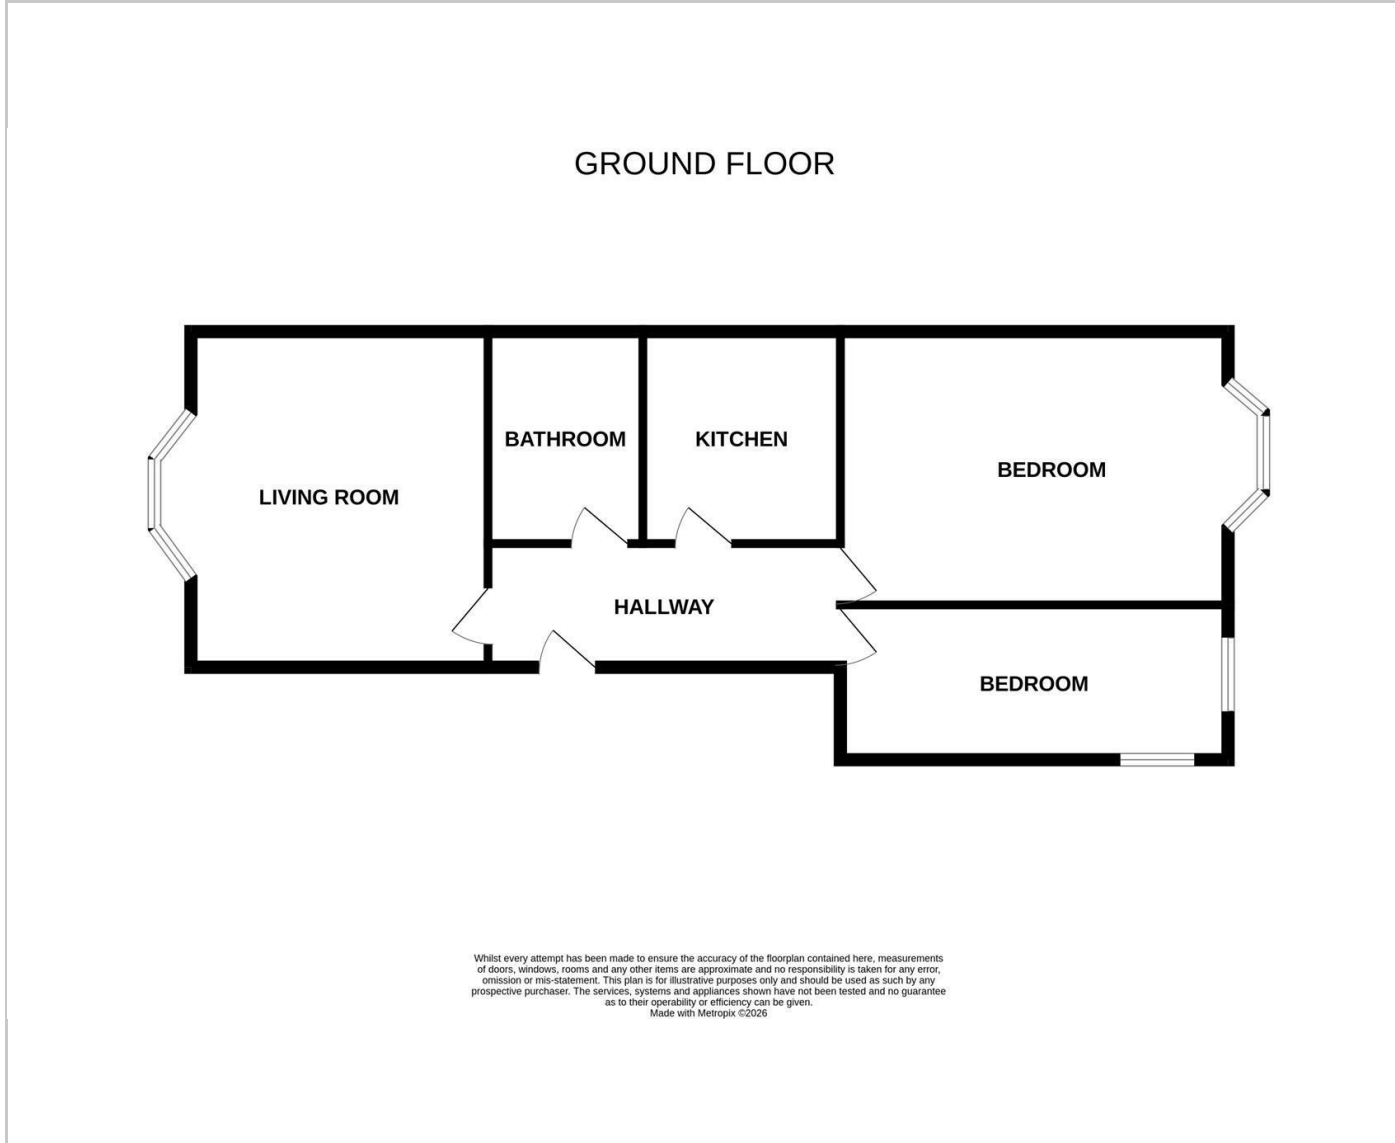 GROUND FLOOR
BATHROOM
KITCHEN
BEDROOM
LIVING ROOM
HALLWAY
BEDROOM
Whilst every attempt has been made to ensure the accuracy of the floorplan contained here, measurements
of doors, windows, rooms and any other items are approximate and no responsibility is taken for any error,
omission or mis-statement. This plan is for illustrative purposes only and should be used as such by any
prospective purchaser. The services, systems and appliances shown have not been tested and no guarantee
as to their operability or efficiency can be given.
Made with Metropix ©2026